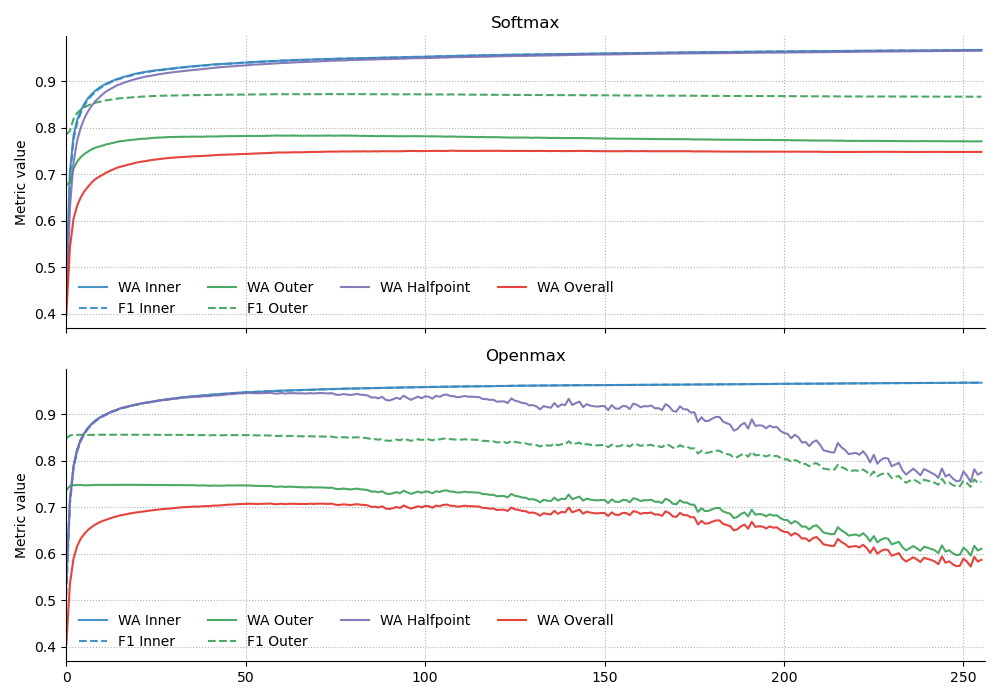 Softmax
Metric value
0.9
0.8
0.7
0.6
0.5
0.4
WA Inner WA Outer WA Halfpoint WA Overall
F1 Inner F1 Outer
Openmax
Metric value
0.9
0.8
0.7
0.6
0.5
0.4
WA Inner WA Outer WA Halfpoint WA Overall
F1 Inner F1 Outer
0 50 100 150 200 250